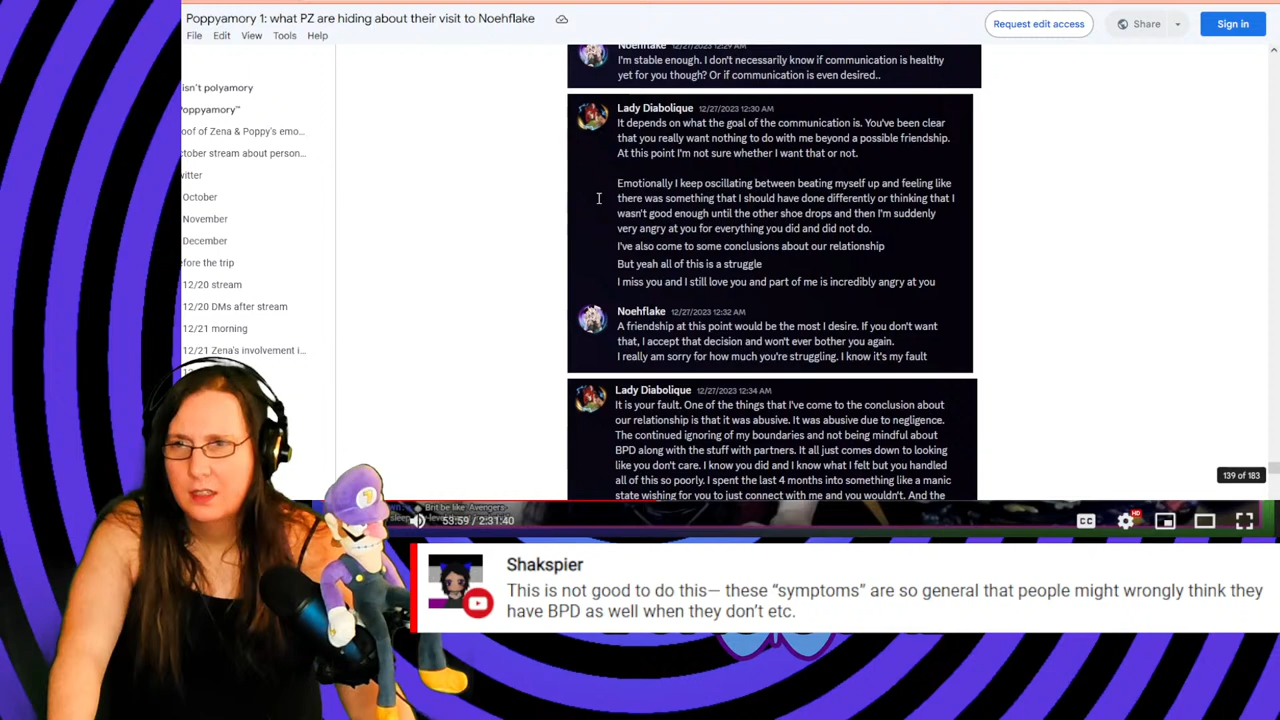 Poppyamory 1: what PZ are hiding about their visit to Noehflake
Request edit access
Share
Sign in
File Edit View Tools Help
isn't polyamory
oppyamory™
oof of Zena & Poppy's emo...
tober stream about person...
witter
October
November
December
efore the trip
12/20 stream
12/20 DMs after stream
12/21 morning
12/21 Zena's involvement i...
Noehflake 12/27/2023 12:29 AM
I'm stable enough. I don't necessarily know if communication is healthy
yet for you though? Or if communication is even desired..
Lady Diabolique 12/27/2023 12:30 AM
It depends on what the goal of the communication is. You've been clear
that you really want nothing to do with me beyond a possible friendship.
At this point I'm not sure whether I want that or not.
Emotionally I keep oscillating between beating myself up and feeling like
there was something that I should have done differently or thinking that I
wasn't good enough until the other shoe drops and then I'm suddenly
very angry at you for everything you did and did not do.
I've also come to some conclusions about our relationship
But yeah all of this is a struggle
I miss you and I still love you and part of me is incredibly angry at you
Noehflake 12/27/2023 12:32 AM
A friendship at this point would be the most I desire. If you don't want
that, I accept that decision and won't ever bother you again.
I really am sorry for how much you're struggling. I know it's my fault
Lady Diabolique 12/27/2023 12:34 AM
It is your fault. One of the things that I've come to the conclusion about
our relationship is that it was abusive. It was abusive due to negligence.
The continued ignoring of my boundaries and not being mindful about
BPD along with the stuff with partners. It all just comes down to looking
like you don't care. I know you did and I know what I felt but you handled
all of this so poorly. I spent the last 4 months into something like a manic
state wishing for you to just connect with me and you wouldn't. And the
139 of 183
Brit be like, Avengers
53:59 / 2:31:40
CC
HD
Shakspier
This is not good to do this— these “symptoms” are so general that people might wrongly think they
have BPD as well when they don’t etc.